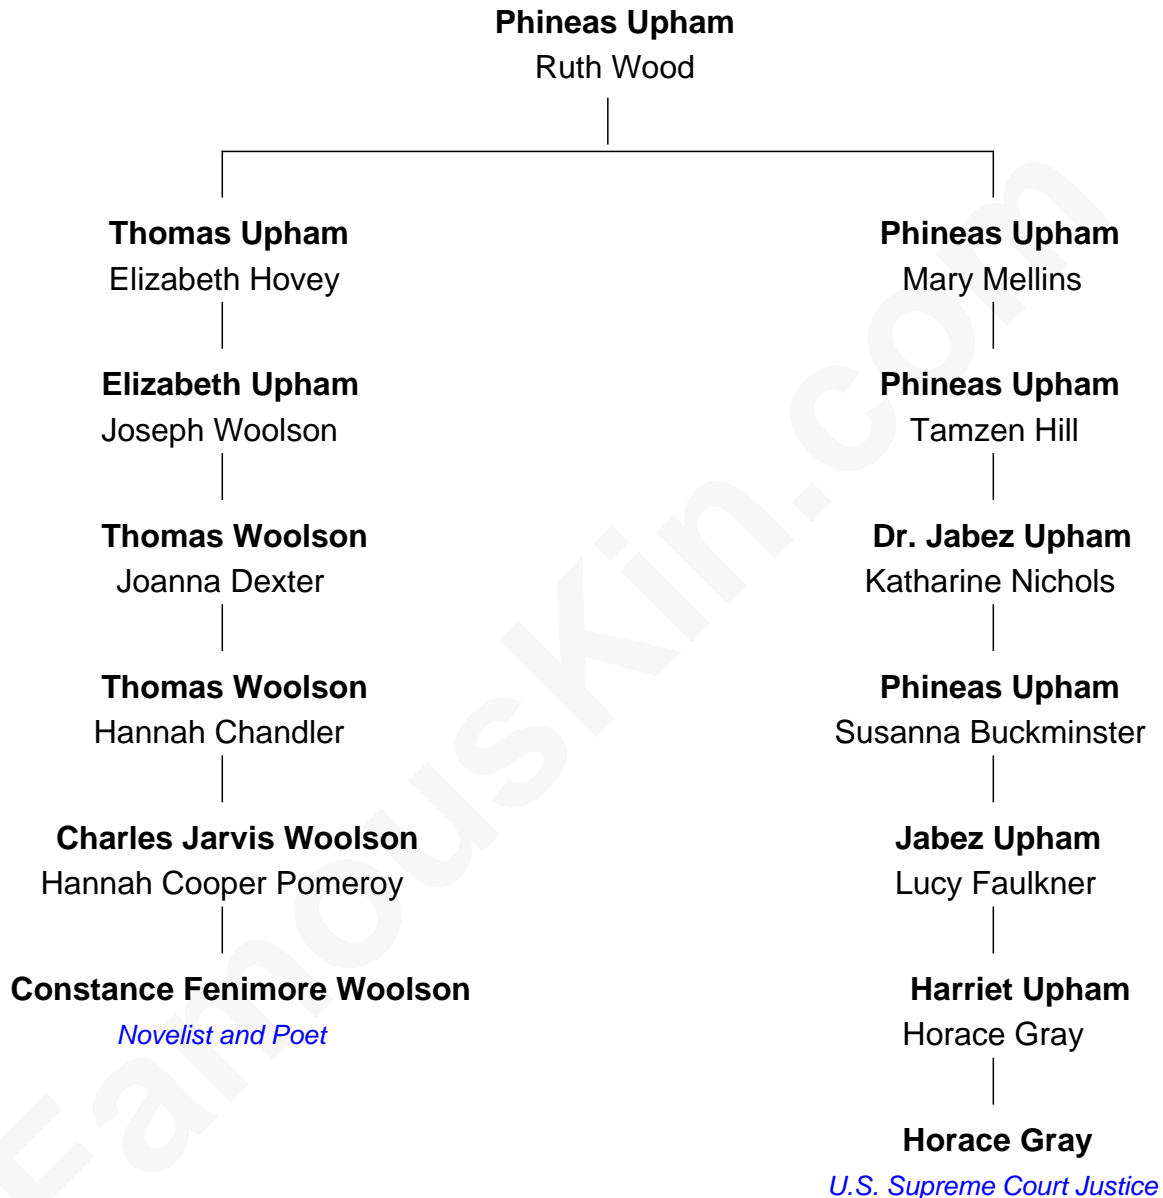 Phineas Upham
Ruth Wood
Thomas Upham
Elizabeth Hovey
Phineas Upham
Mary Mellins
Elizabeth Upham
Joseph Woolson
Phineas Upham
Tamzen Hill
Thomas Woolson
Joanna Dexter
Dr. Jabez Upham
Katharine Nichols
Thomas Woolson
Hannah Chandler
Phineas Upham
Susanna Buckminster
Charles Jarvis Woolson
Hannah Cooper Pomeroy
Jabez Upham
Lucy Faulkner
Constance Fenimore Woolson
Novelist and Poet
Harriet Upham
Horace Gray
Horace Gray
U.S. Supreme Court Justice
FamousKin.com